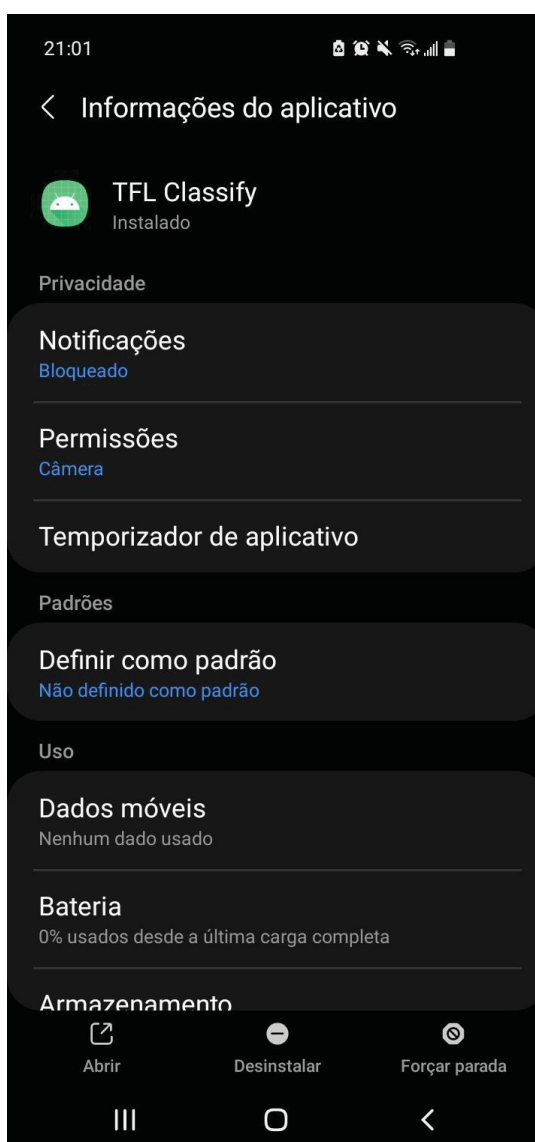 21:01
Informações do aplicativo
TFL Classify
Instalado
Privacidade
Notificações
Bloqueado
Permissões
Câmera
Temporizador de aplicativo
Padrões
Definir como padrão
Não definido como padrão
Uso
Dados móveis
Nenhum dado usado
Bateria
0% usados desde a última carga completa
Armazenamento
Abrir
Desinstalar
Forçar parada